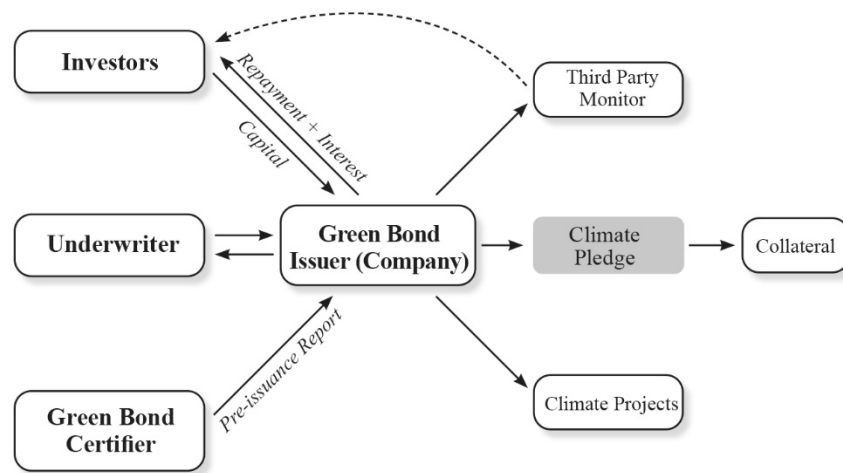 Investors
Repayment + Interest
Capital
Third Party
Monitor
Underwriter
Green Bond
Issuer (Company)
Climate
Pledge
Collateral
Pre-issuance Report
Green Bond
Certifier
Climate Projects